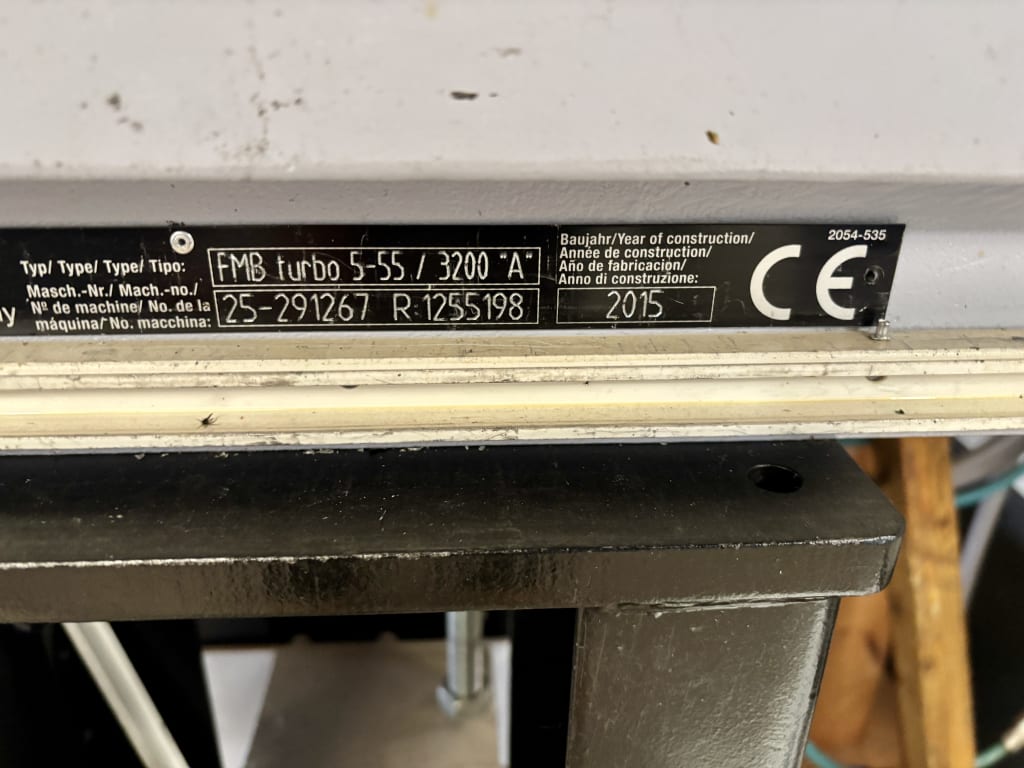 Typ/ Type/ Type/ Tipo:
FMB turbo 5-55 / 3200 "A"
Masch.-Nr./ Mach.-no./
Nº de machine/ No. de la
máquina/ No. macchina:
25-291267 R 1255198
Baujahr/Year of construction/
Année de construction/
Año de fabricacion/
Anno di construzione:
2015
CE
2054-535